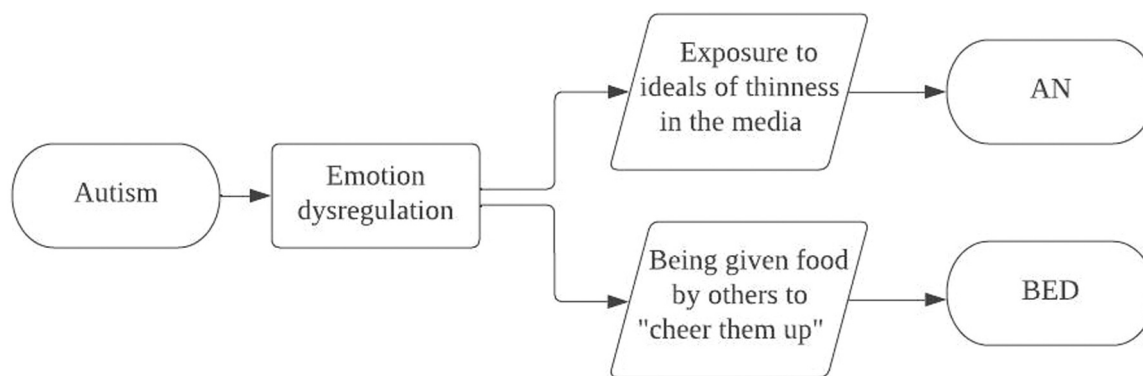 Autism
Emotion
dysregulation
Exposure to
ideals of thinness
in the media
AN
Being given food
by others to
"cheer them up"
BED